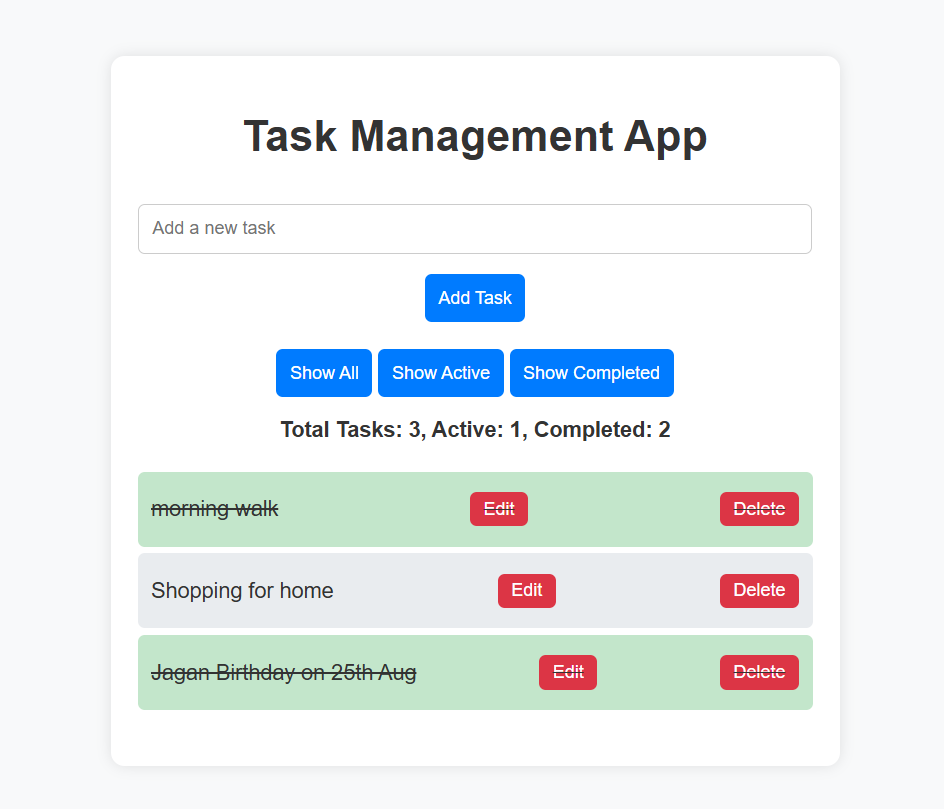 Task Management App
Add a new task
Add Task
Show All Show Active Show Completed
Total Tasks: 3, Active: 1, Completed: 2
morning walk Edit Delete
Shopping for home Edit Delete
Jagan Birthday on 25th Aug Edit Delete